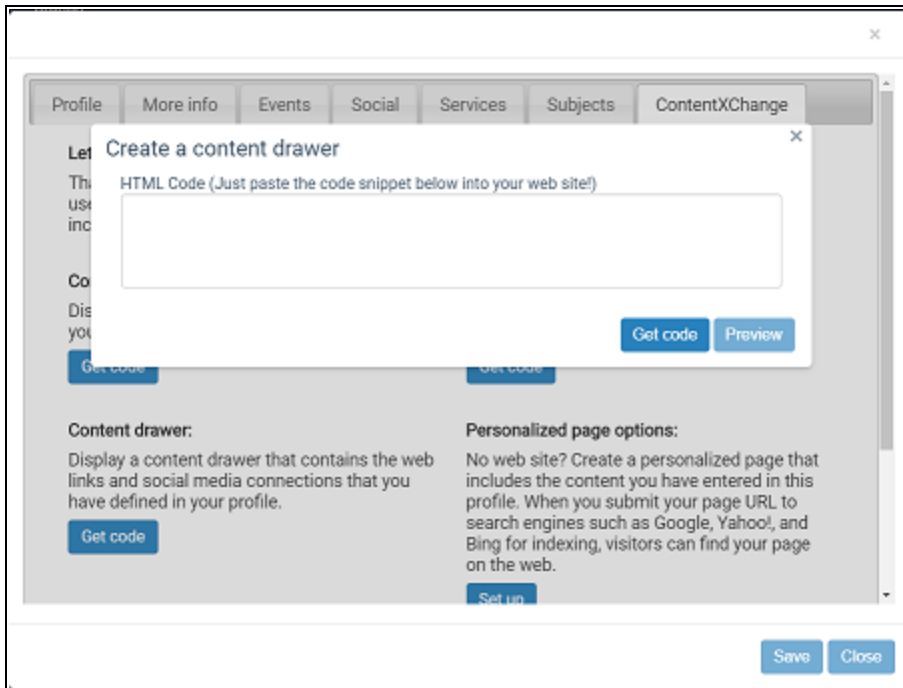 Profile More info Events Social Services Subjects ContentXChange
Create a content drawer
HTML Code (Just paste the code snippet below into your web site!)
Get code Preview
Get code Get code
Content drawer:
Display a content drawer that contains the web
links and social media connections that you
have defined in your profile.
Get code
Personalized page options:
No web site? Create a personalized page that
includes the content you have entered in this
profile. When you submit your page URL to
search engines such as Google, Yahoo!, and
Bing for indexing, visitors can find your page
on the web.
Set up
Save Close